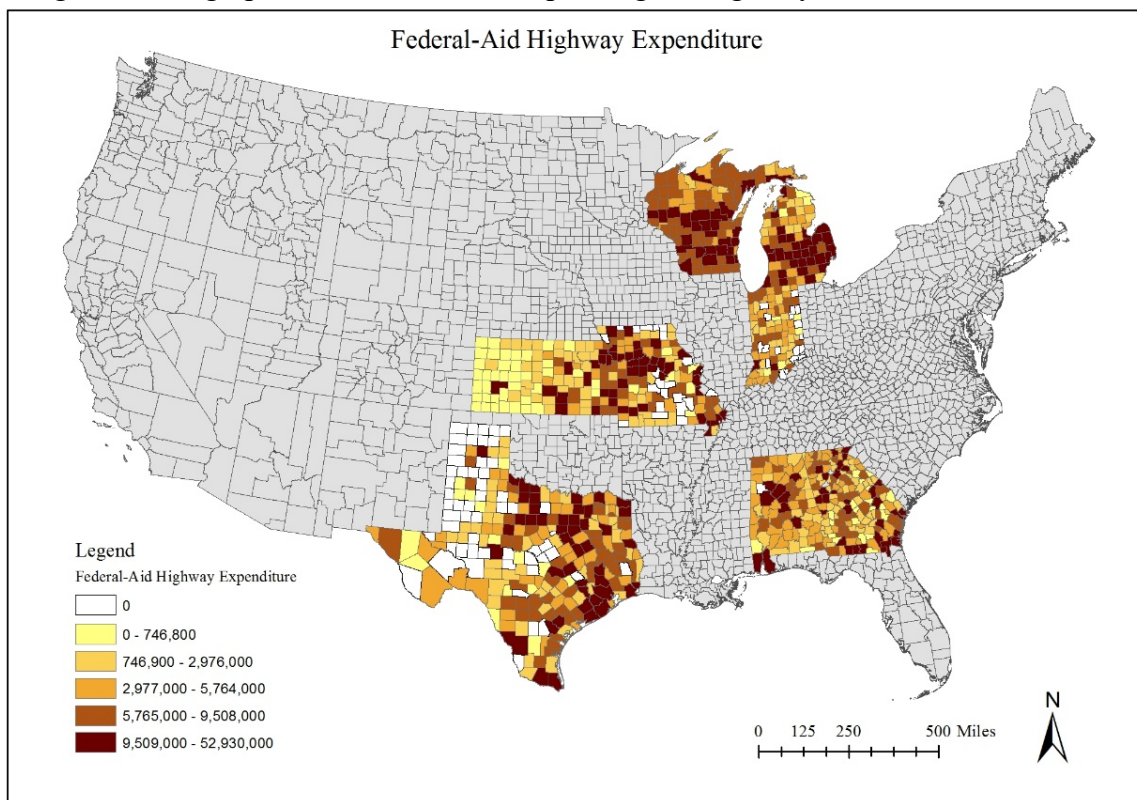 Federal-Aid Highway Expenditure
Legend
Federal-Aid Highway Expenditure
0
0 - 746,800
746,900 - 2,976,000
2,977,000 - 5,764,000
5,765,000 - 9,508,000
9,509,000 - 52,930,000
0 125 250 500 Miles
N